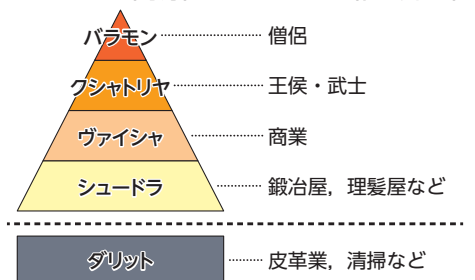 バラモン 僧侶
クシャトリヤ 王侯・武士
ヴァイシャ 商業
シュードラ 鍛冶屋，理髪屋など
ダリット 皮革業，清掃など